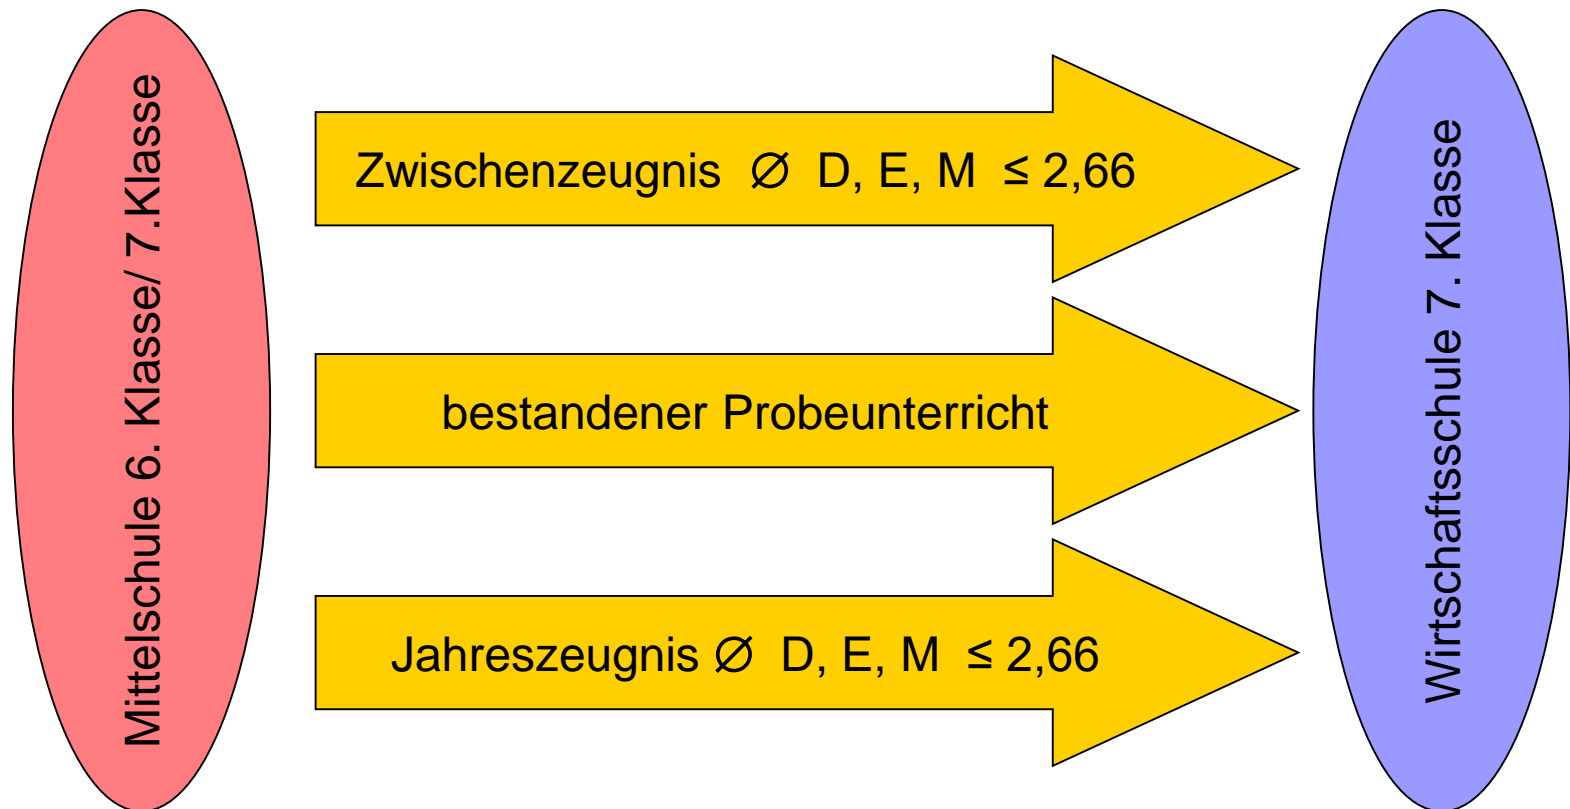 Mittelschule 6. Klasse/ 7.Klasse
Zwischenzeugnis ∅ D, E, M ≤ 2,66
bestandener Probeunterricht
Jahreszeugnis ∅ D, E, M ≤ 2,66
Wirtschaftsschule 7. Klasse